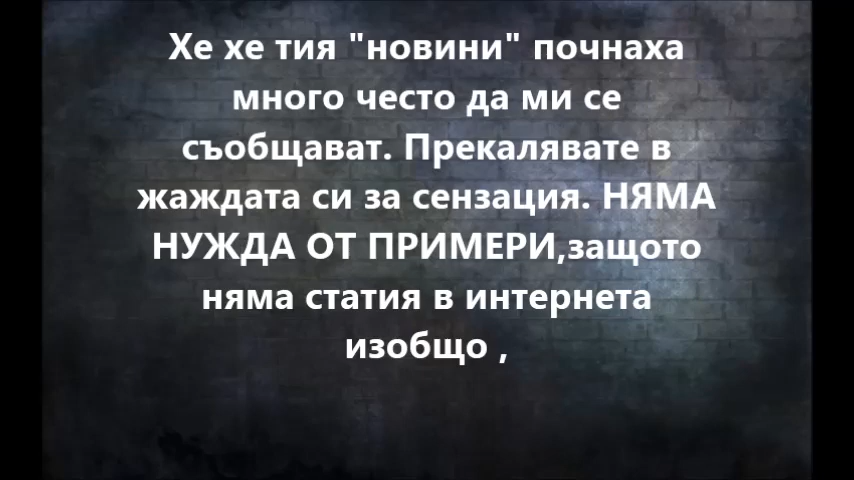 Хе хе тия "новини" почнаха
много често да ми се
съобщават. Прекалявате в
жаждата си за сензация. НЯМА
НУЖДА ОТ ПРИМЕРИ,защото
няма статия в интернета
изобщо ,